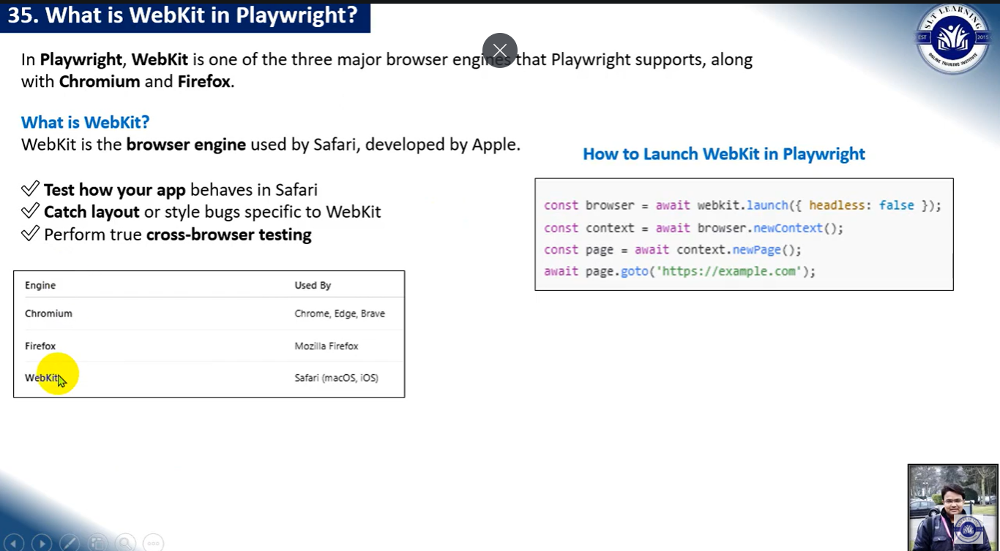 35. What is WebKit in Playwright?
SLT LEARNING
EST
2015
ONLINE TRAINING INSTITUTE
In Playwright, WebKit is one of the three major browser engines that Playwright supports, along
with Chromium and Firefox.
What is WebKit?
WebKit is the browser engine used by Safari, developed by Apple.
Test how your app behaves in Safari
Catch layout or style bugs specific to WebKit
Perform true cross-browser testing
Engine Used By
Chromium Chrome, Edge, Brave
Firefox Mozilla Firefox
WebKit Safari (macOS, iOS)
How to Launch WebKit in Playwright
const browser = await webkit.launch({ headless: false });
const context = await browser.newContext();
const page = await context.newPage();
await page.goto('https://example.com');